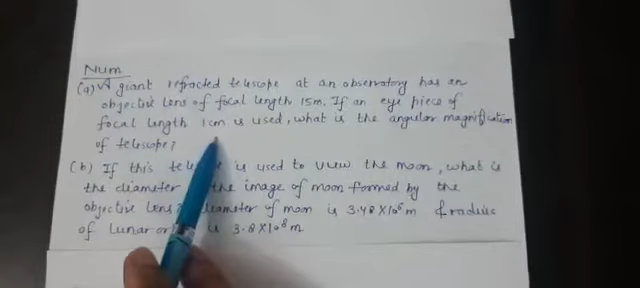 Num
(a) A giant refracted telescope at an observatory has an
objective lens of focal length 15m. If an eye piece of
focal length 1cm is used, what is the angular magnification
of telescope?
(b) If this tele is used to view the moon, what is
the diameter the image of moon formed by the
objective lens? diameter of moon is 3.48×10⁶m & radius
of lunar is 3.8×10⁸m